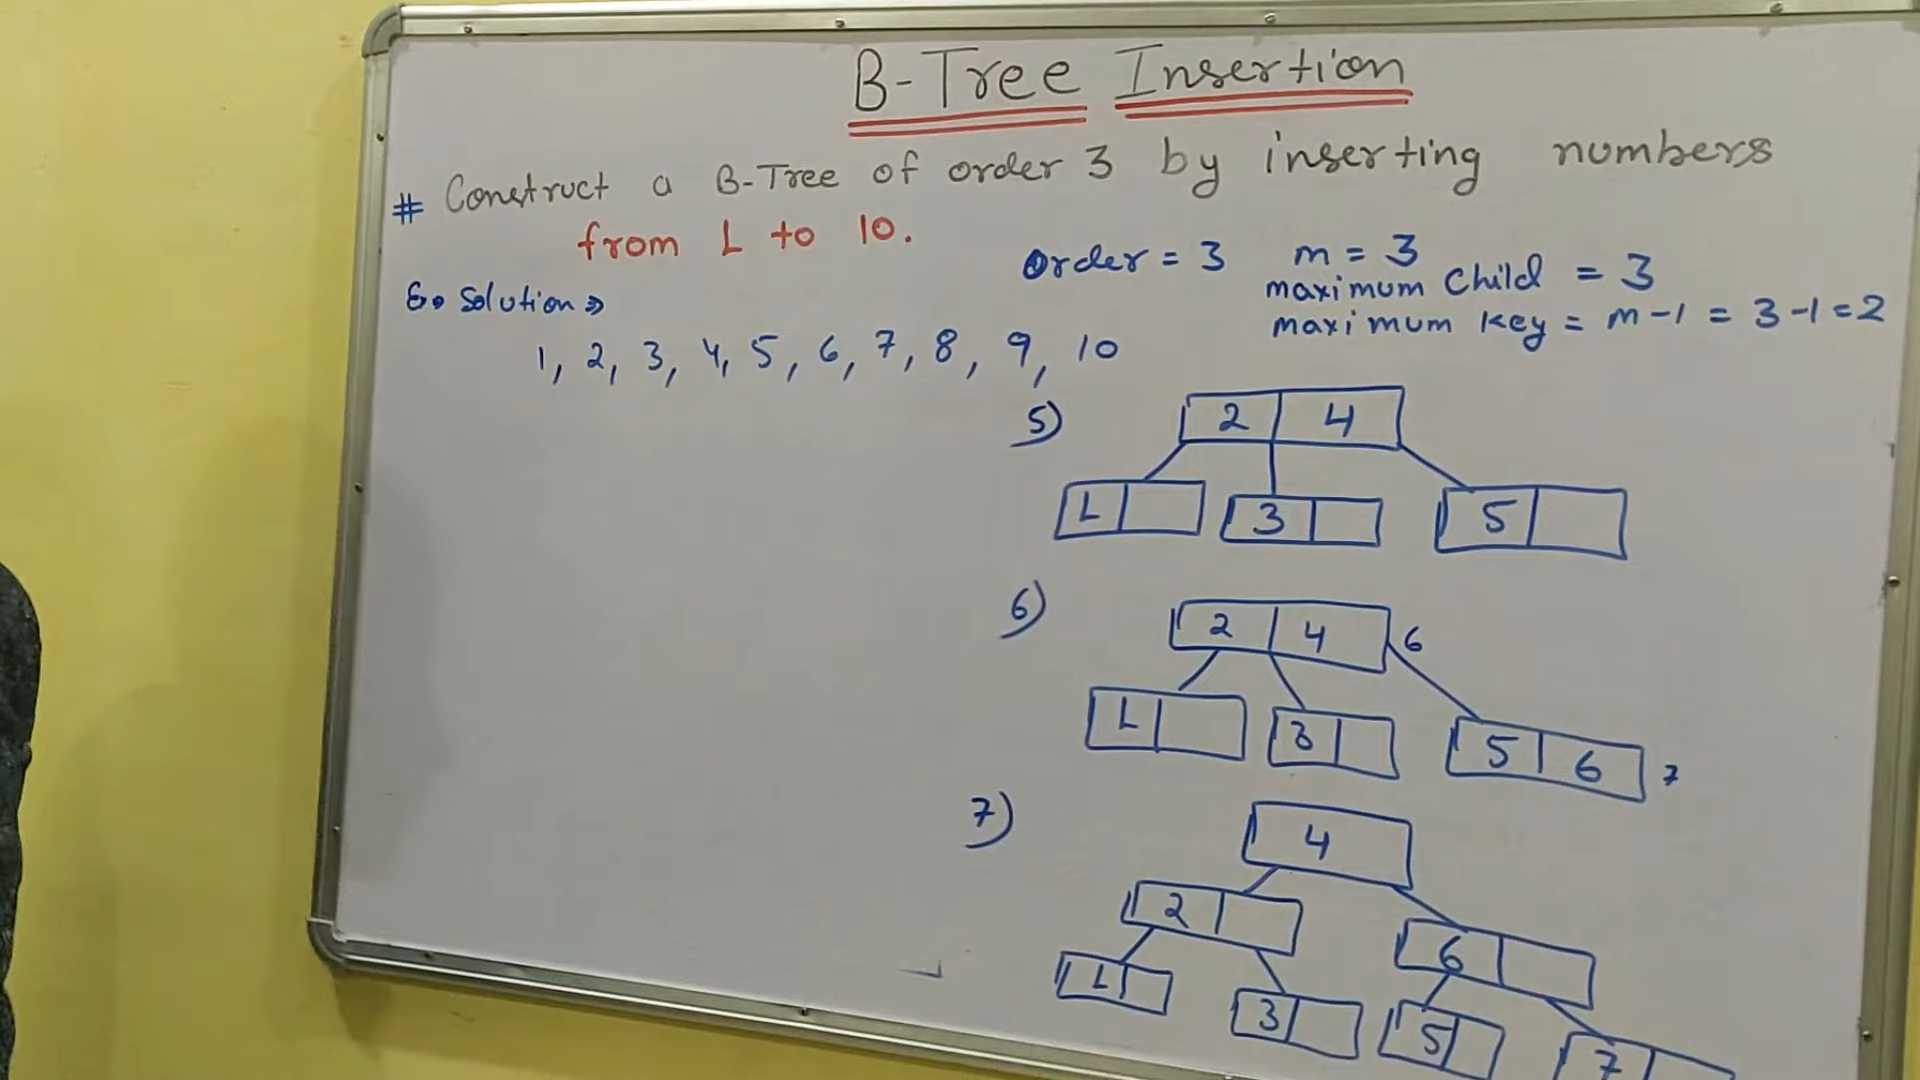 B-Tree Insertion
# Construct a B-Tree of order 3 by inserting numbers
from 1 to 10.
Order = 3 m = 3
maximum Child = 3
maximum key = m-1 = 3-1=2
Solution ⇒
1, 2, 3, 4, 5, 6, 7, 8, 9, 10
5)
2 4
1 3 5
6)
2 4 6
1 3 5 6 7
7)
4
2 6
1 3 5 7